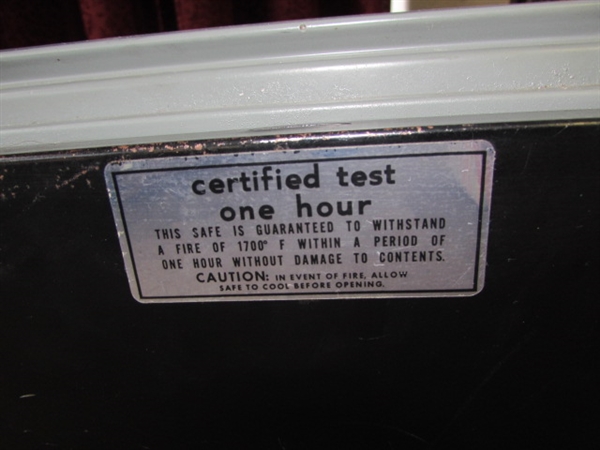 certified test
one hour
THIS SAFE IS GUARANTEED TO WITHSTAND
A FIRE OF 1700° F WITHIN A PERIOD OF
ONE HOUR WITHOUT DAMAGE TO CONTENTS.
CAUTION: IN EVENT OF FIRE, ALLOW
SAFE TO COOL BEFORE OPENING.